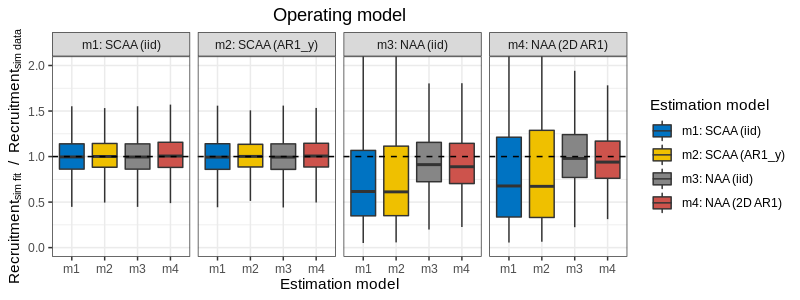 Operating model
m1: SCAA (iid)
m2: SCAA (AR1_y)
m3: NAA (iid)
m4: NAA (2D AR1)
Recruitment sim fit / Recruitment sim data
2.0
1.5
1.0
0.5
0.0
m1 m2 m3 m4
m1 m2 m3 m4
m1 m2 m3 m4
m1 m2 m3 m4
Estimation model
Estimation model
m1: SCAA (iid)
m2: SCAA (AR1_y)
m3: NAA (iid)
m4: NAA (2D AR1)